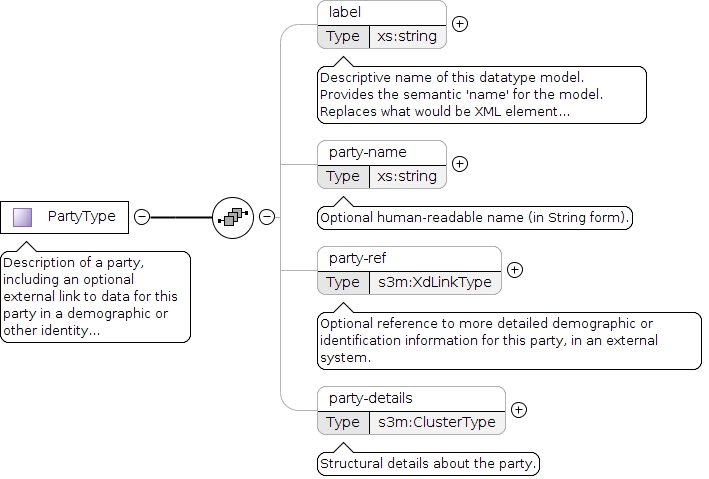 PartyType
Description of a party,
including an optional
external link to data for this
party in a demographic or
other identity...
label
Type xs:string
Descriptive name of this datatype model.
Provides the semantic 'name' for the model.
Replaces what would be XML element...
party-name
Type xs:string
Optional human-readable name (in String form).
party-ref
Type s3m:XdLinkType
Optional reference to more detailed demographic or
identification information for this party, in an external
system.
party-details
Type s3m:ClusterType
Structural details about the party.